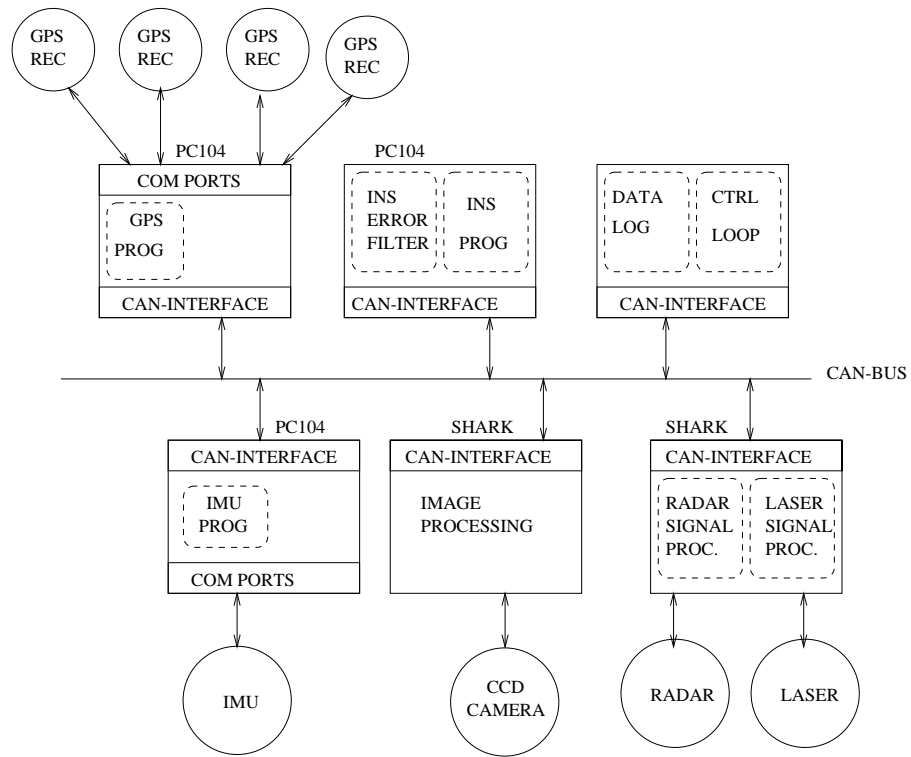 GPS
REC
GPS
REC
GPS
REC
GPS
REC
PC104
COM PORTS
GPS
PROG
CAN-INTERFACE
PC104
INS
ERROR
FILTER
INS
PROG
CAN-INTERFACE
DATA
LOG
CTRL
LOOP
CAN-INTERFACE
CAN-BUS
PC104
CAN-INTERFACE
IMU
PROG
COM PORTS
IMU
SHARK
CAN-INTERFACE
IMAGE
PROCESSING
CCD
CAMERA
SHARK
CAN-INTERFACE
RADAR
SIGNAL
PROC.
LASER
SIGNAL
PROC.
RADAR
LASER